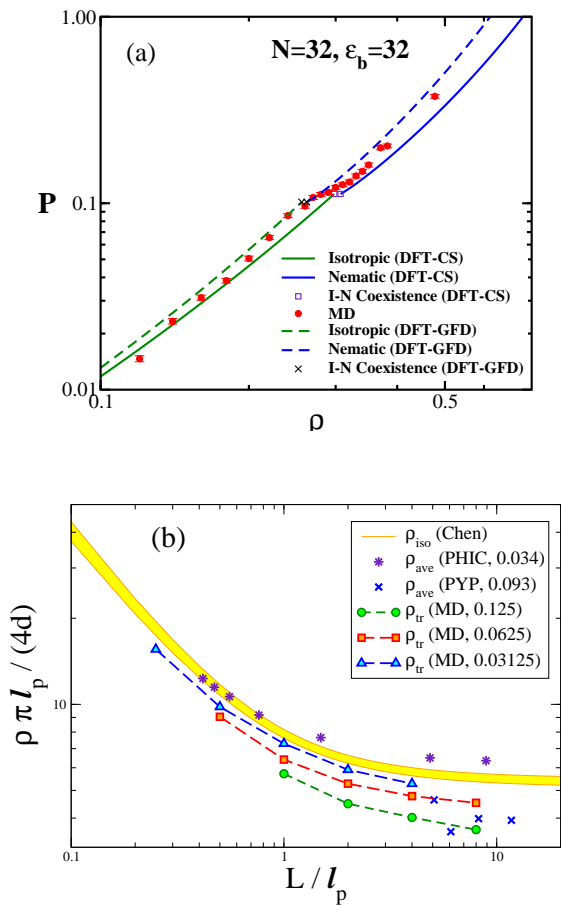 1.00
(a)
N=32, ε_b=32
P
0.1
Isotropic (DFT-CS)
Nematic (DFT-CS)
I-N Coexistence (DFT-CS)
MD
Isotropic (DFT-GFD)
Nematic (DFT-GFD)
I-N Coexistence (DFT-GFD)
0.01
0.1
0.5
ρ
(b)
ρ_iso (Chen)
ρ_ave (PHIC, 0.034)
ρ_ave (PYP, 0.093)
ρ_tr (MD, 0.125)
ρ_tr (MD, 0.0625)
ρ_tr (MD, 0.03125)
ρ π l_p / (4d)
10
0.1
1
10
L / l_p